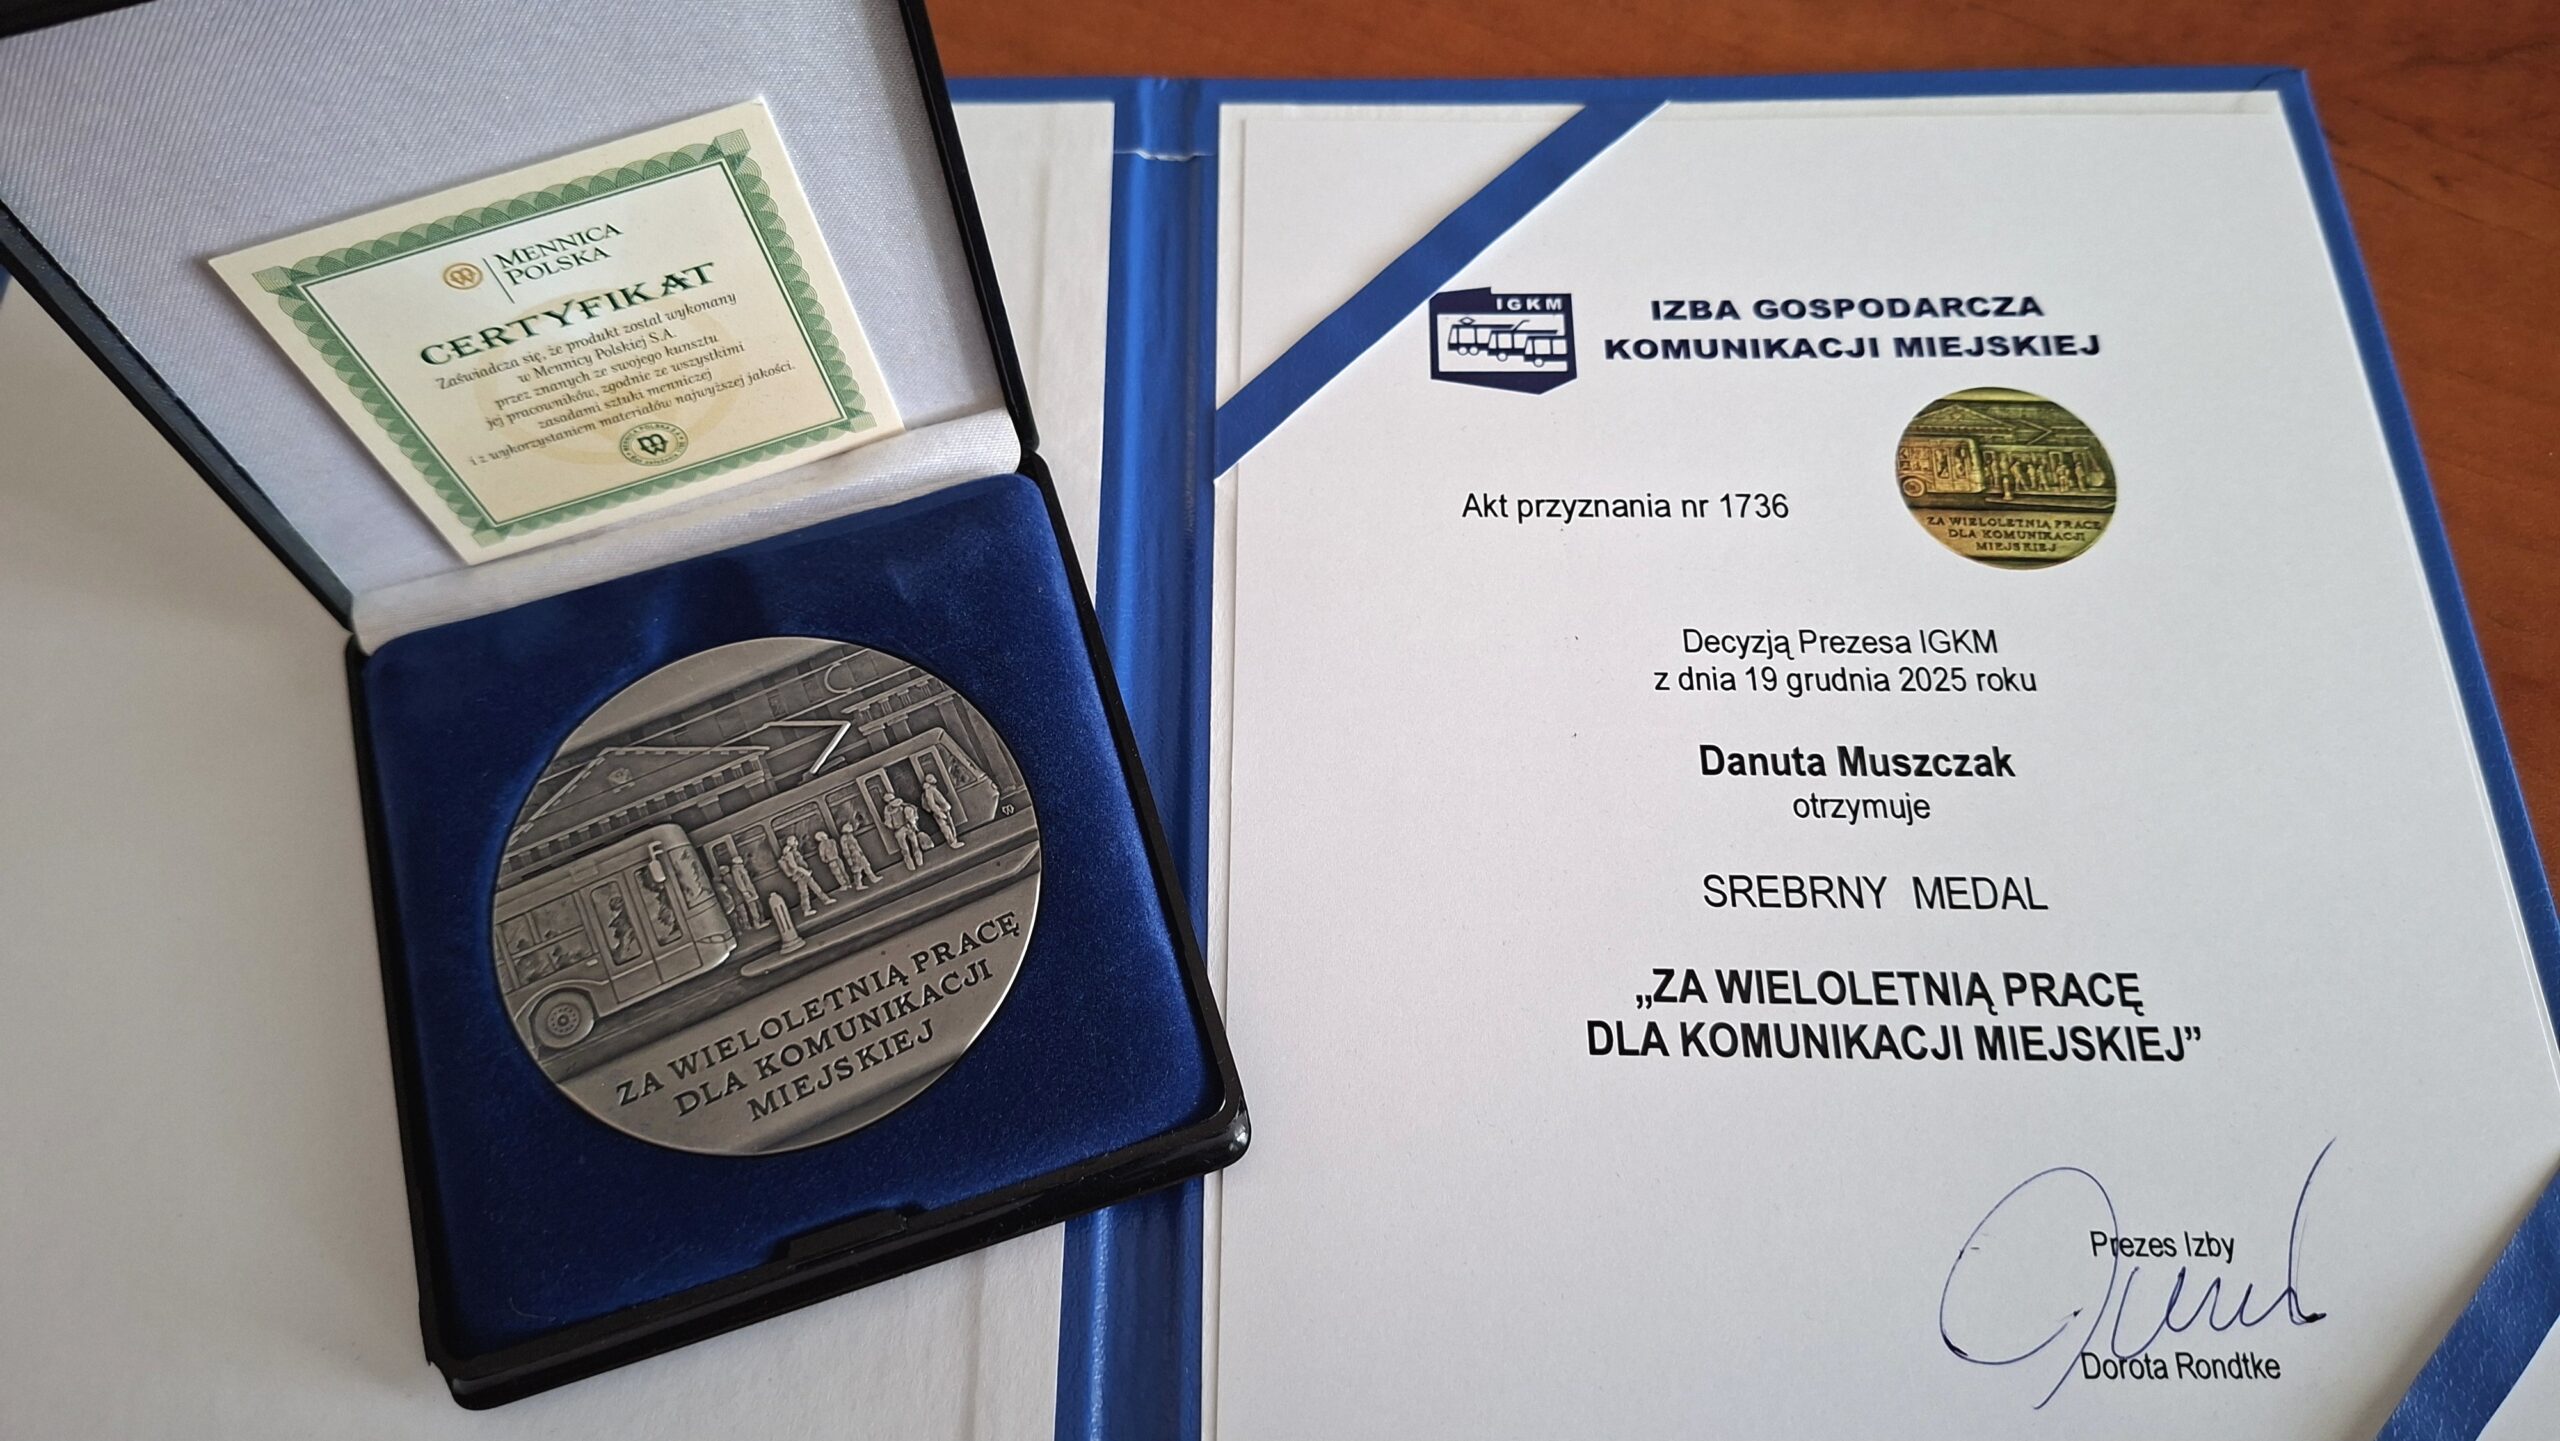 MENNICA
POLSKA
CERTYFIKAT
Zaświadcza się, że produkt został wykonany
w Mennicy Polskiej S.A.
przez znanych ze swojego kunsztu
jej pracowników, zgodnie ze wszystkimi
zasadami sztuki menniczej
i z wykorzystaniem materiałów najwyższej jakości.
ZA WIELOLETNIĄ PRACĘ
DLA KOMUNIKACJI
MIEJSKIEJ
IGKM
IZBA GOSPODARCZA
KOMUNIKACJI MIEJSKIEJ
Akt przyznania nr 1736
ZA WIELOLETNIĄ PRACĘ
DLA KOMUNIKACJI
MIEJSKIEJ
Decyzją Prezesa IGKM
z dnia 19 grudnia 2025 roku
Danuta Muszczak
otrzymuje
SREBRNY MEDAL
„ZA WIELOLETNIĄ PRACĘ
DLA KOMUNIKACJI MIEJSKIEJ”
Prezes Izby
Dorota Rondtke